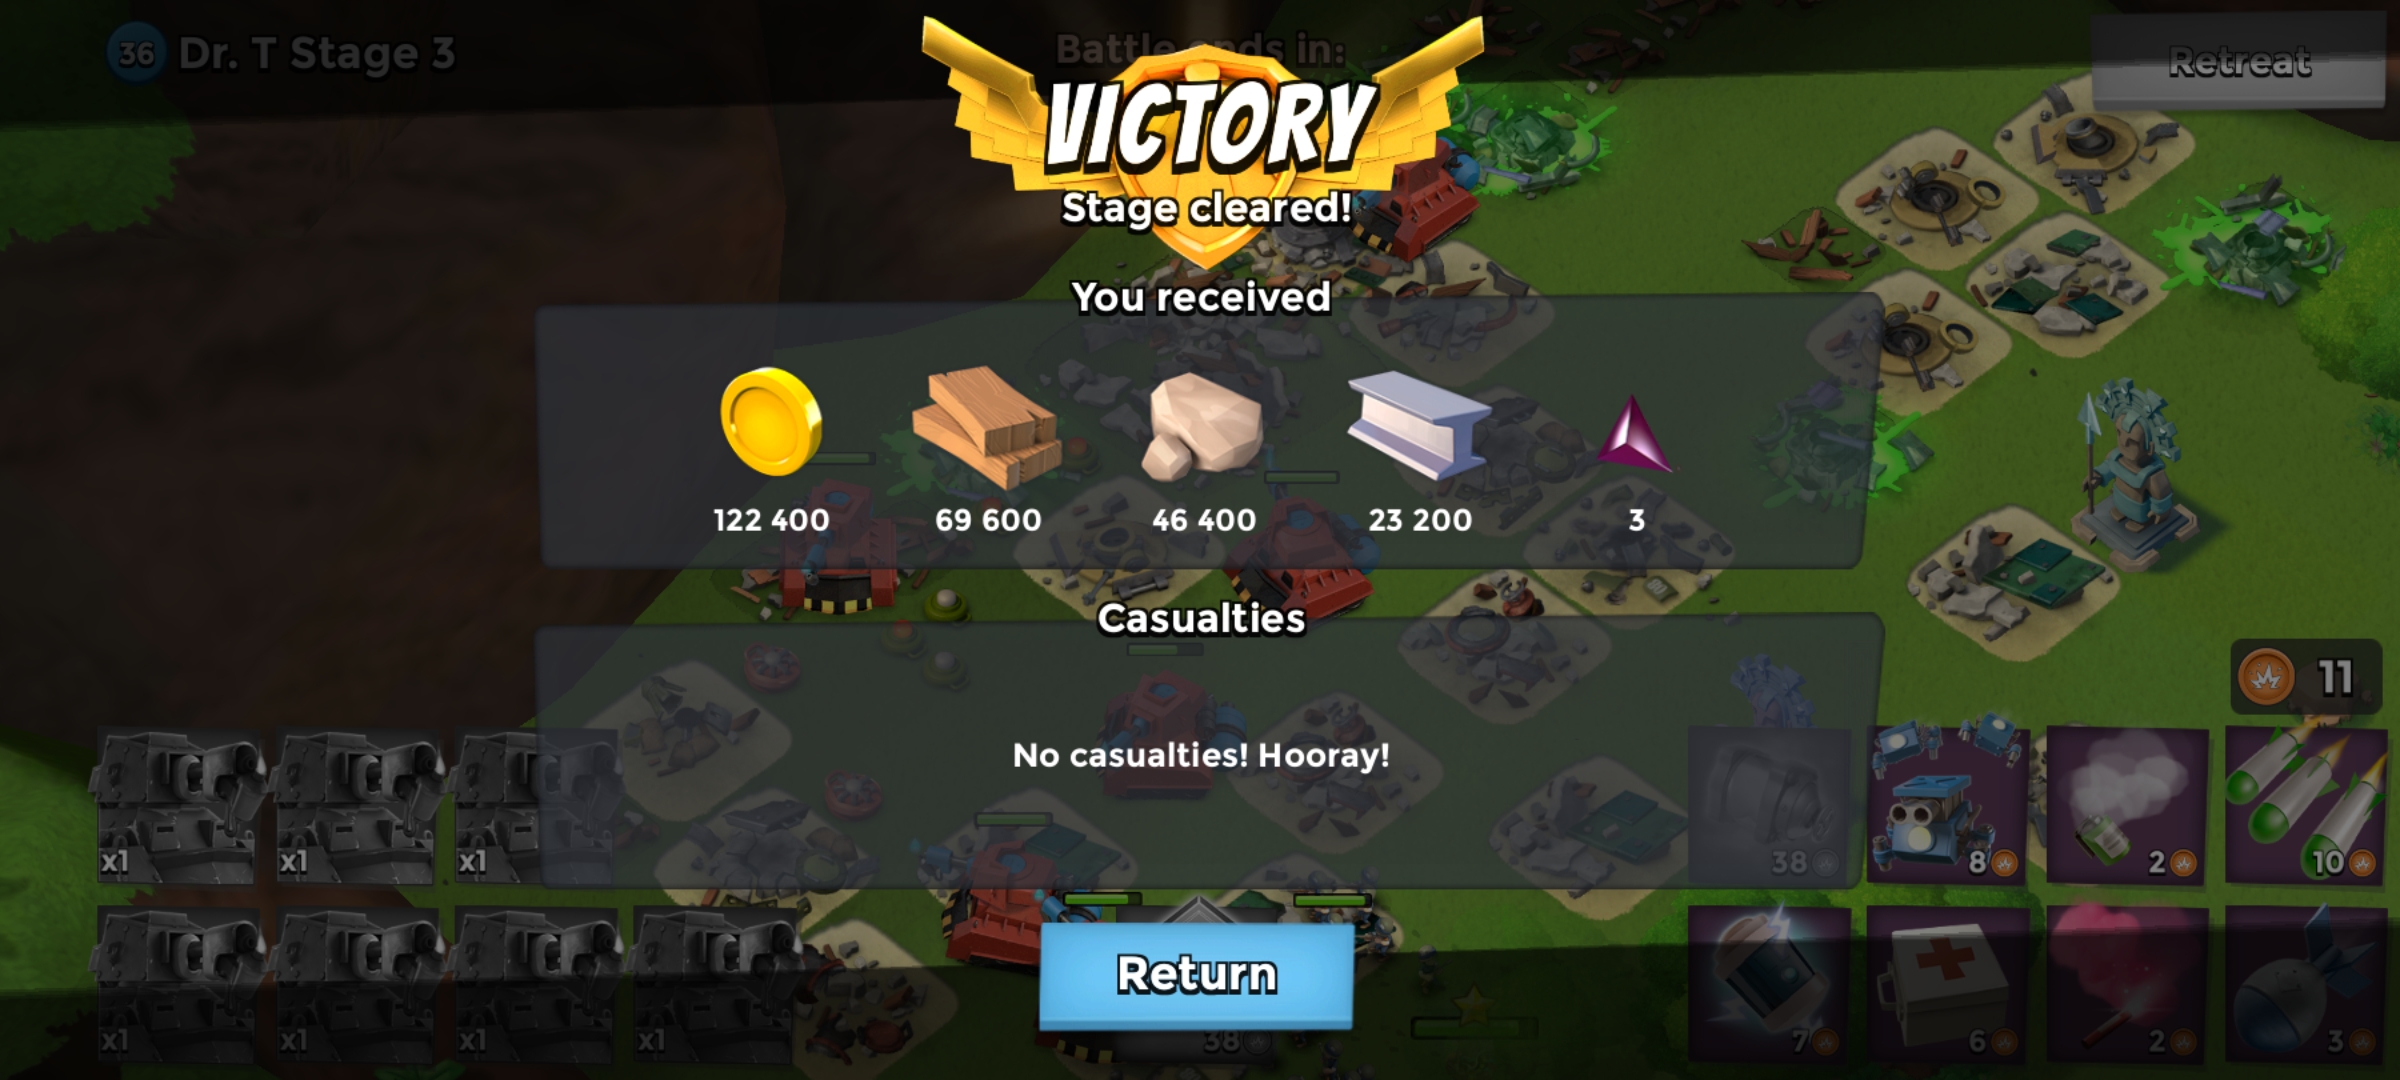 36 Dr. T Stage 3
Battle ends in:
Retreat
VICTORY
Stage cleared!
You received
122 400
69 600
46 400
23 200
3
Casualties
No casualties! Hooray!
11
x1
x1
x1
38
8
2
10
Return
x1
x1
x1
x1
38
7
6
2
3